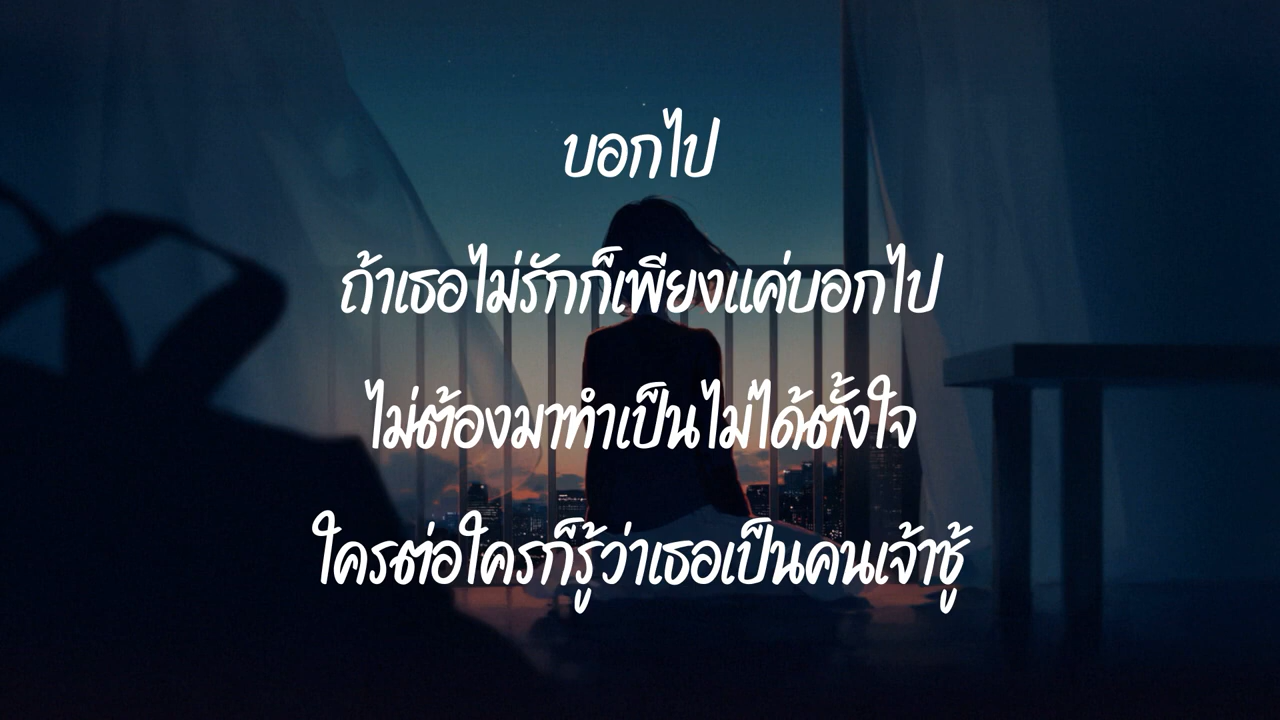 บอกไป
ถ้าเธอไม่รักก็เพียงแค่บอกไป
ไม่ต้องมาทำเป็นไม่ได้ตั้งใจ
ใครต่อใครก็รู้ว่าเธอเป็นคนเจ้าชู้